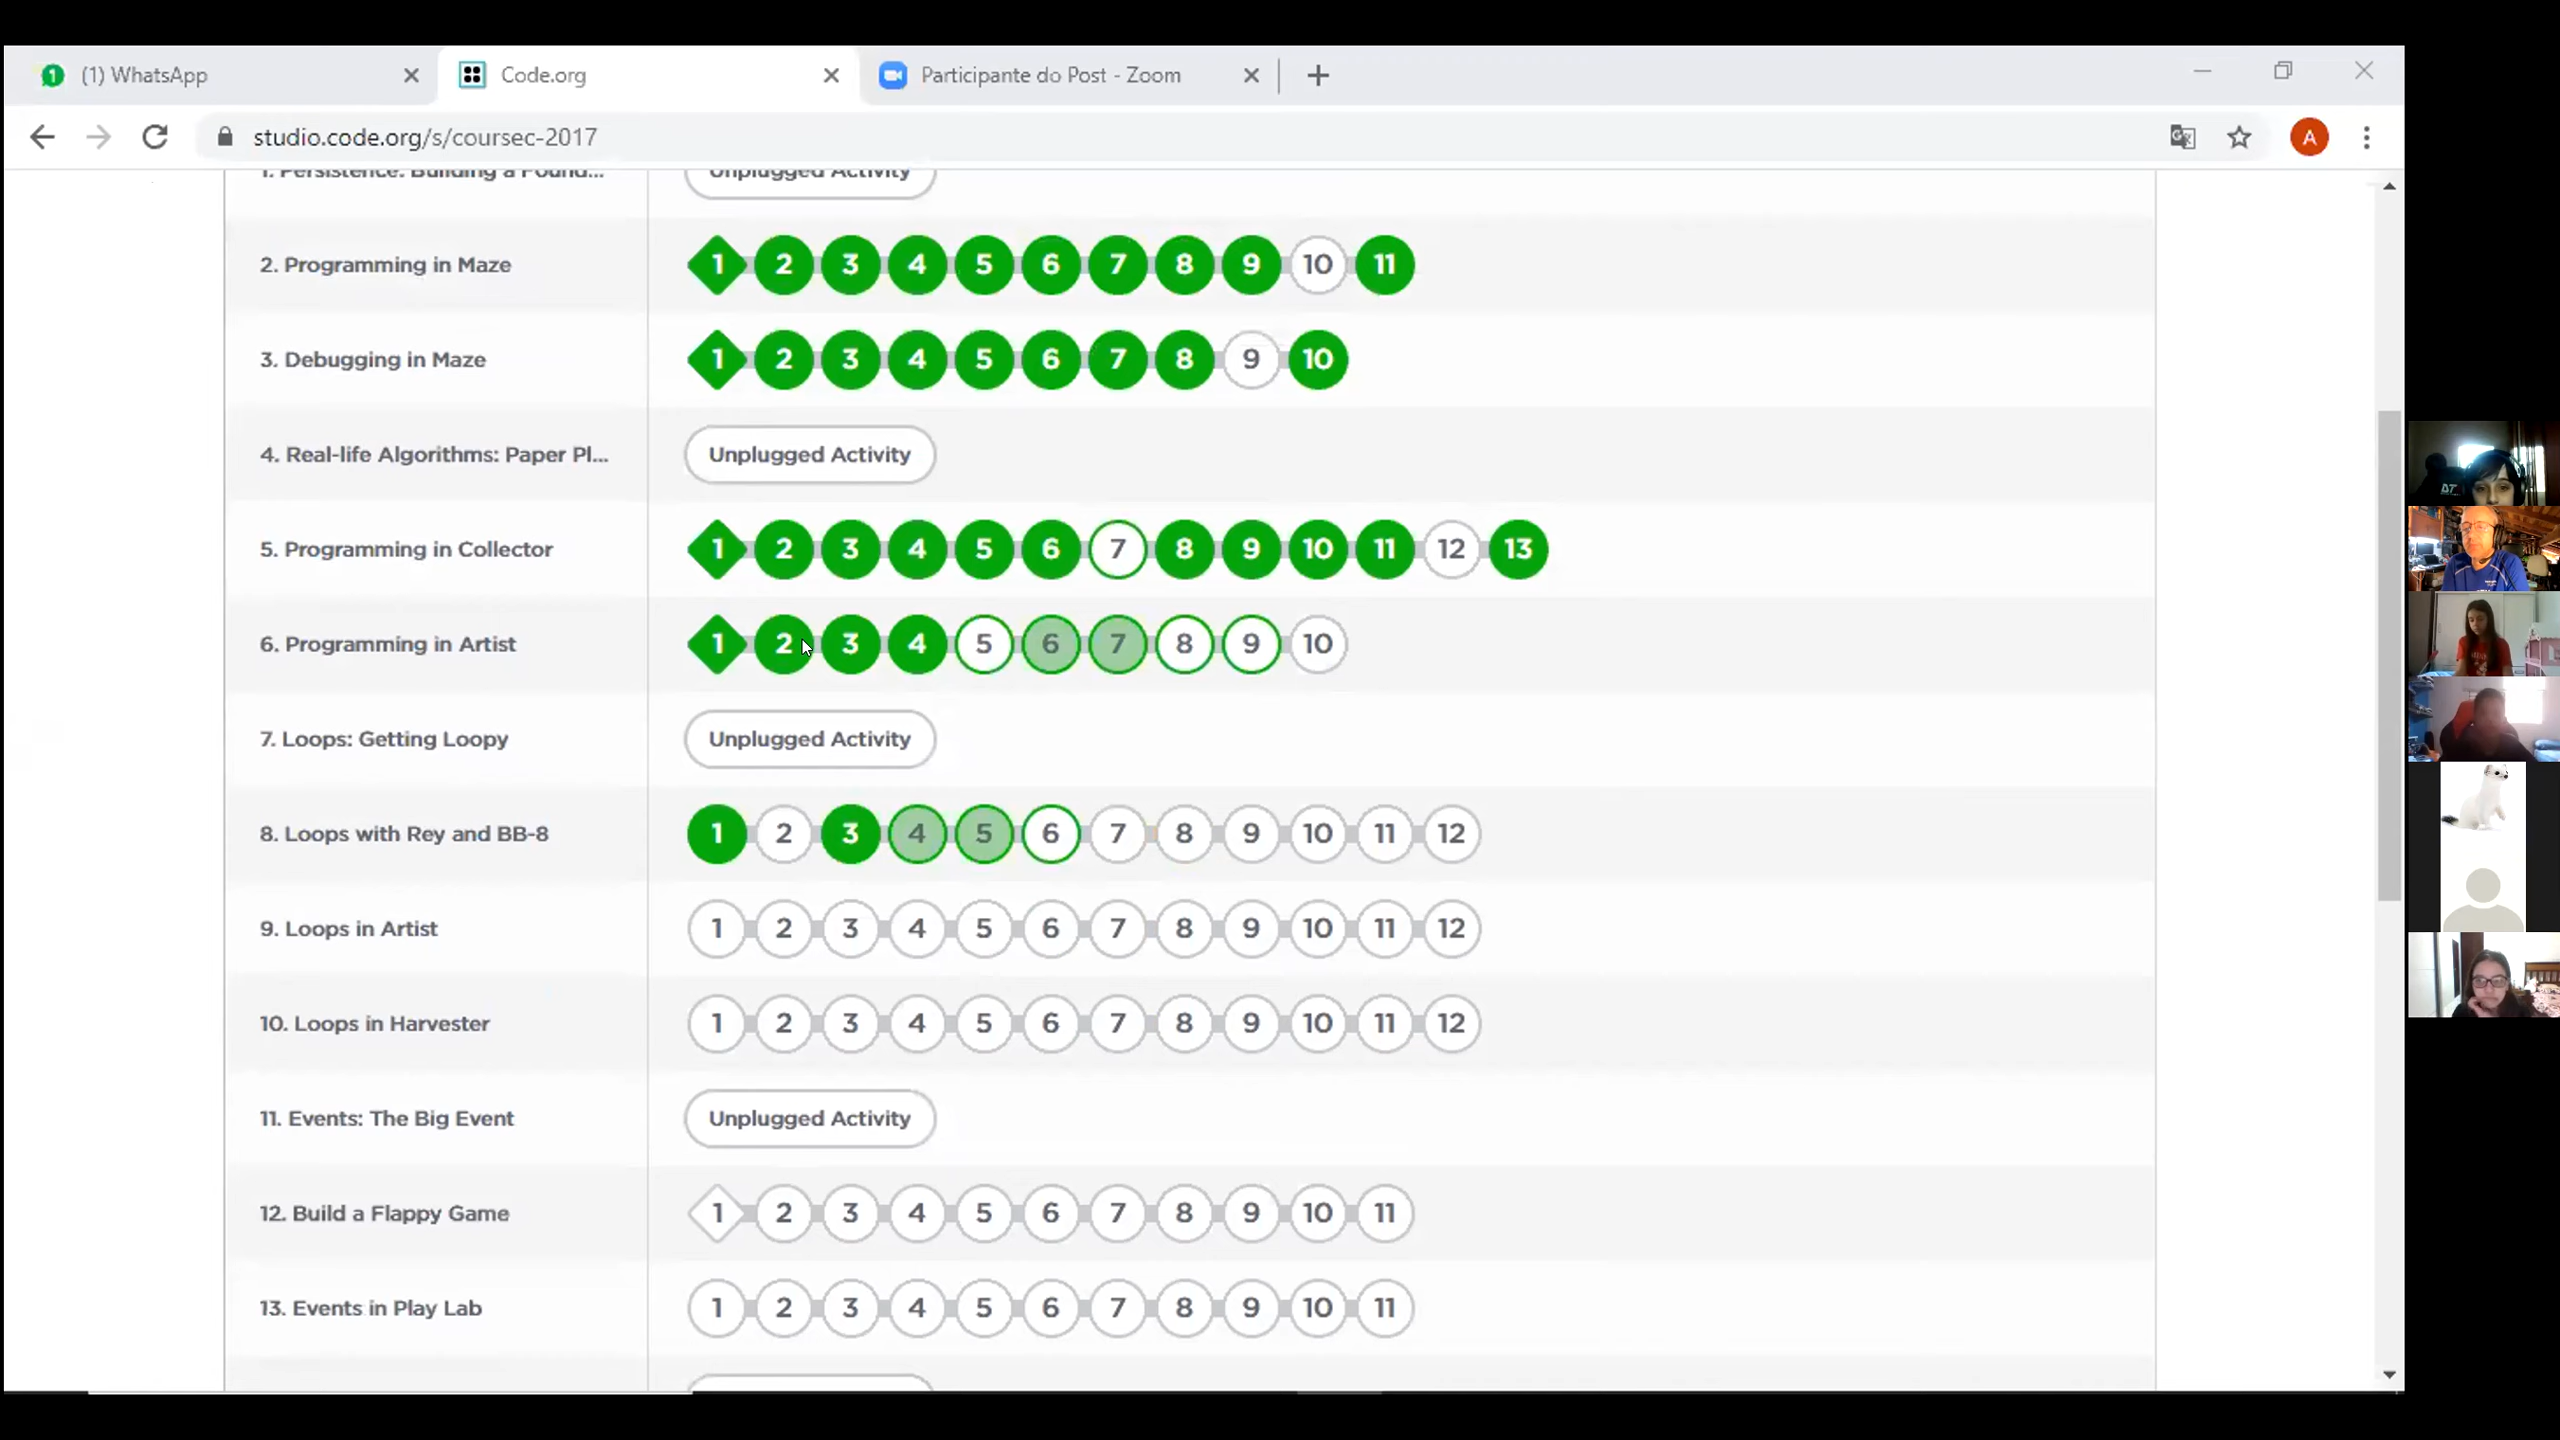 (1) WhatsApp
Code.org
Participante do Post - Zoom
studio.code.org/s/coursec-2017
A
1. Persistence: Building a Found...
Unplugged Activity
2. Programming in Maze
1 2 3 4 5 6 7 8 9 10 11
3. Debugging in Maze
1 2 3 4 5 6 7 8 9 10
4. Real-life Algorithms: Paper Pl...
Unplugged Activity
5. Programming in Collector
1 2 3 4 5 6 7 8 9 10 11 12 13
6. Programming in Artist
1 2 3 4 5 6 7 8 9 10
7. Loops: Getting Loopy
Unplugged Activity
8. Loops with Rey and BB-8
1 2 3 4 5 6 7 8 9 10 11 12
9. Loops in Artist
1 2 3 4 5 6 7 8 9 10 11 12
10. Loops in Harvester
1 2 3 4 5 6 7 8 9 10 11 12
11. Events: The Big Event
Unplugged Activity
12. Build a Flappy Game
1 2 3 4 5 6 7 8 9 10 11
13. Events in Play Lab
1 2 3 4 5 6 7 8 9 10 11